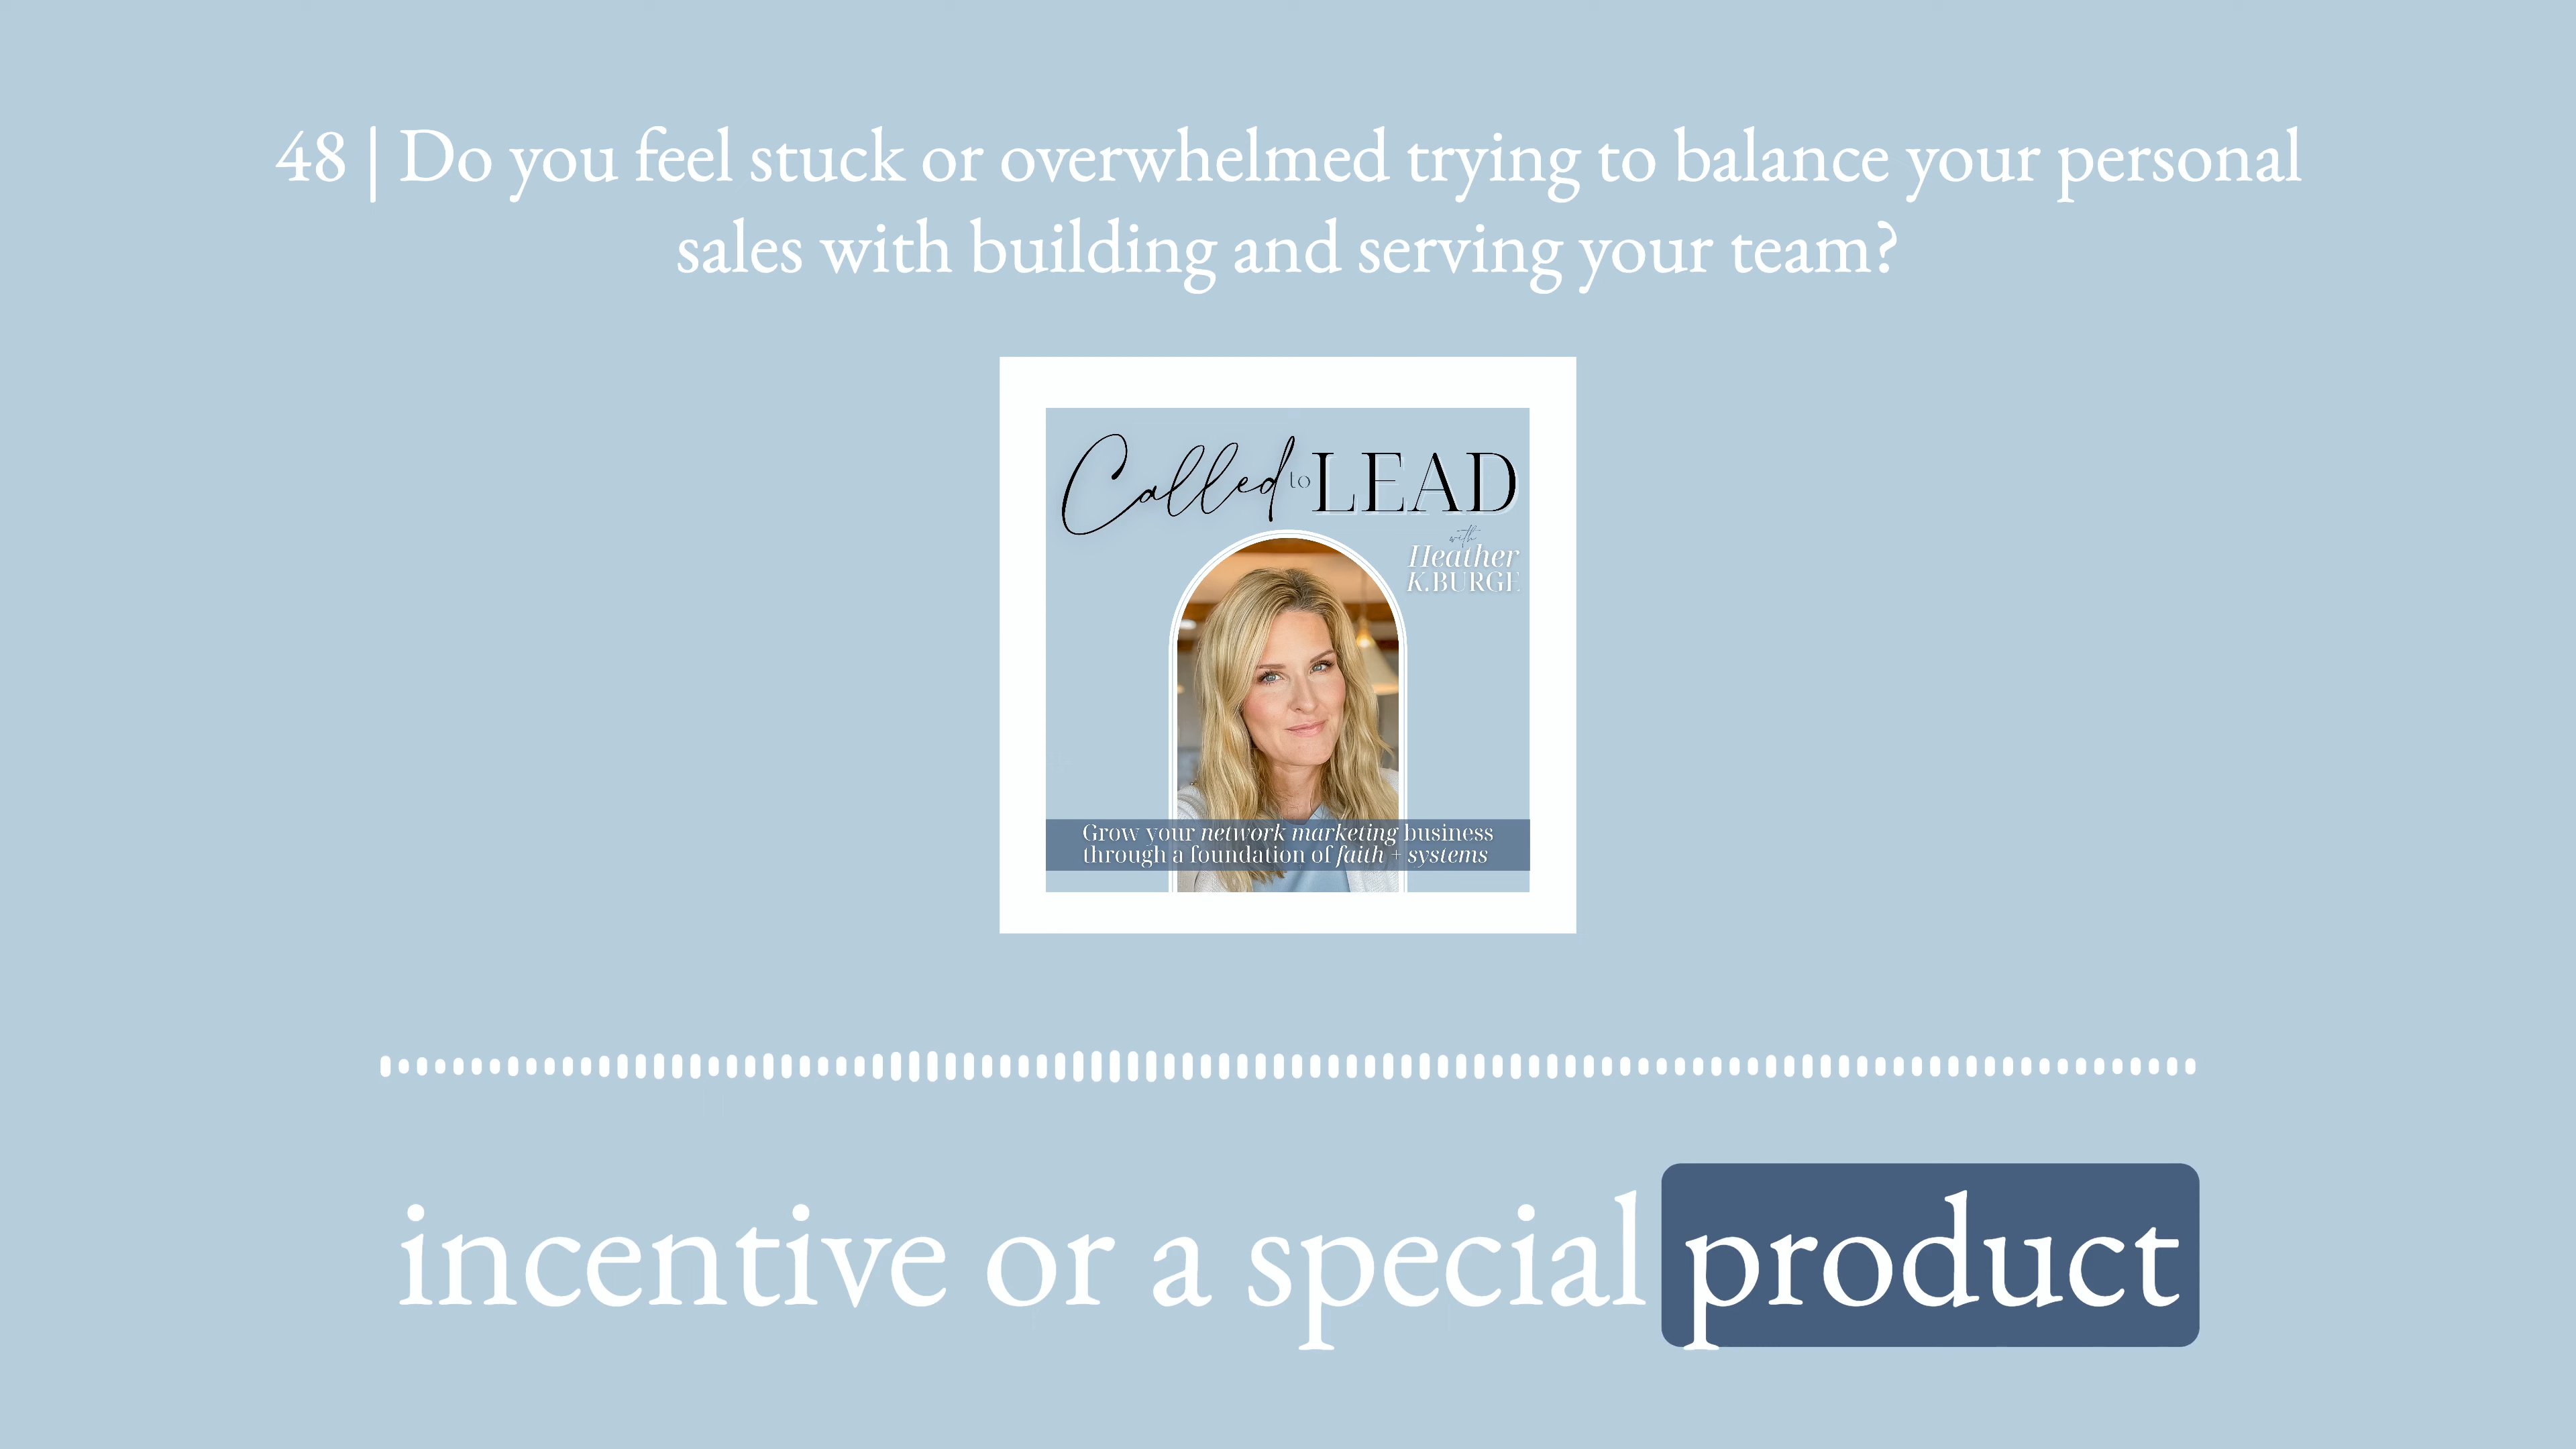 48 | Do you feel stuck or overwhelmed trying to balance your personal
sales with building and serving your team?
Called to LEAD
with
Heather
K.BURGE
Grow your network marketing business
through a foundation of faith + systems
incentive or a special product